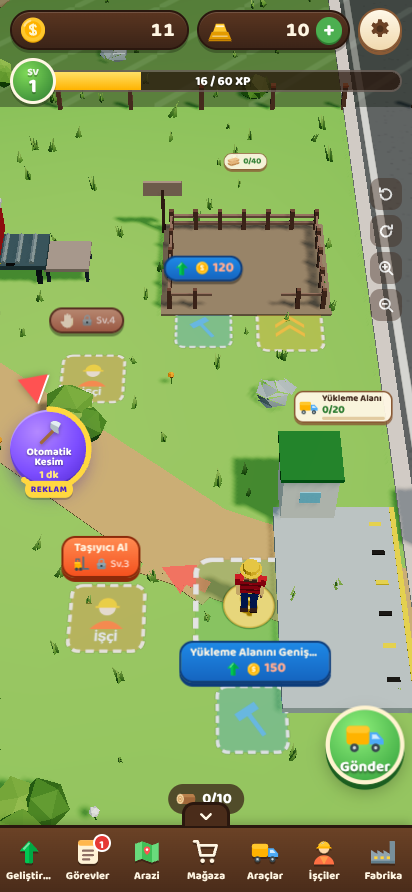 11
10
SV
1
16 / 60 XP
0/40
120
Sv.4
Yükleme Alanı
0/20
Otomatik
Kesim
1 dk
REKLAM
Taşıyıcı Al
Sv.3
İŞÇİ
Yükleme Alanını Geniş...
150
Gönder
0/10
1
Geliştir...
Görevler
Arazi
Mağaza
Araçlar
İşçiler
Fabrika